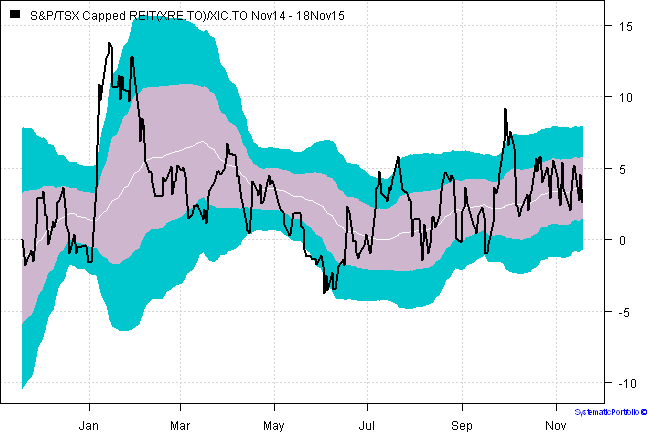 S&P/TSX Capped REIT(XRE.TO)/XIC.TO Nov14 - 18Nov15
15
10
5
0
-5
-10
Jan Mar May Jul Sep Nov
SystematicPortfolio ©